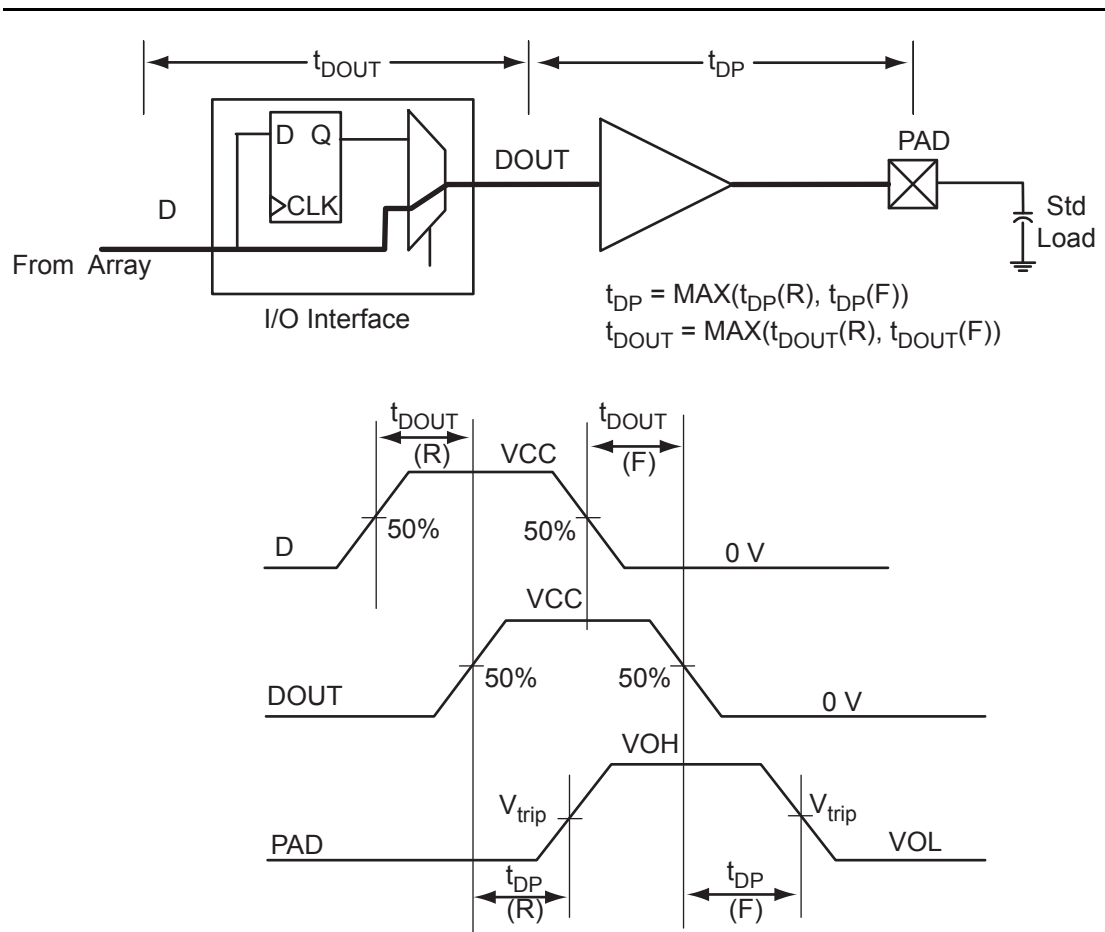 tDOUT
tDP
D Q
CLK
DOUT
PAD
D
From Array
Std
Load
I/O Interface
tDP = MAX(tDP(R), tDP(F))
tDOUT = MAX(tDOUT(R), tDOUT(F))
tDOUT
(R)
tDOUT
(F)
VCC
50%
50%
D
0 V
VCC
50%
50%
DOUT
0 V
VOH
Vtrip
Vtrip
PAD
VOL
tDP
(R)
tDP
(F)